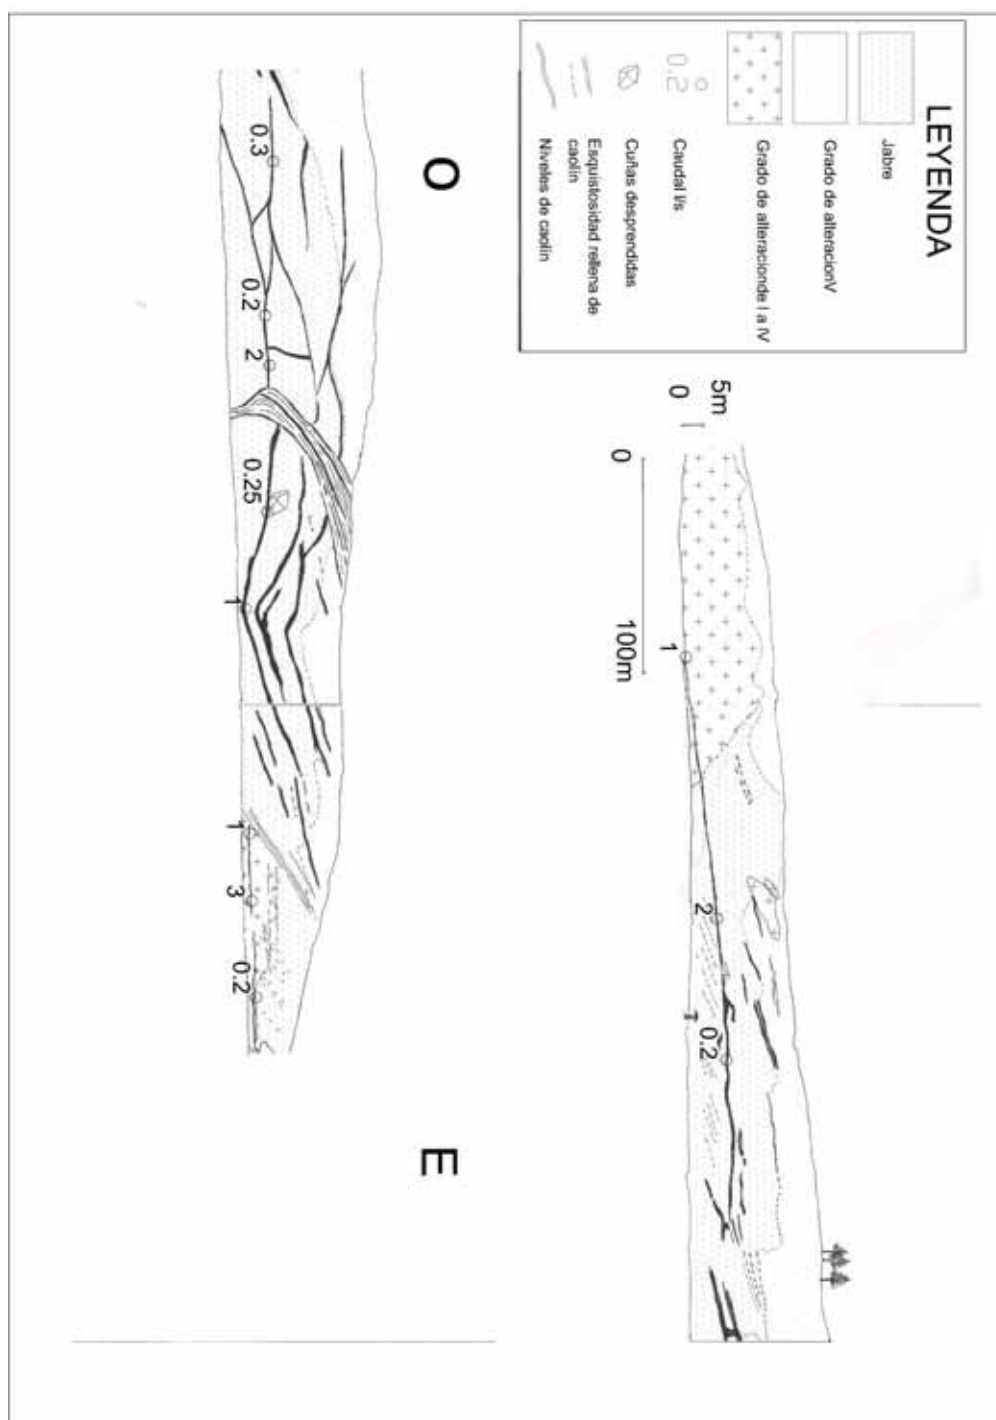 LEYENDA
Jabre
Grado de alteracionV
Grado de alteracionde I a IV
0.2
Caudal l/s
Cuñas desprendidas
Esquistosidad rellena de
caolín
Niveles de caolín
5m
0
0
100m
1
2
0.2
O
E
0.3
0.2
2
0.25
1
1
3
0.2